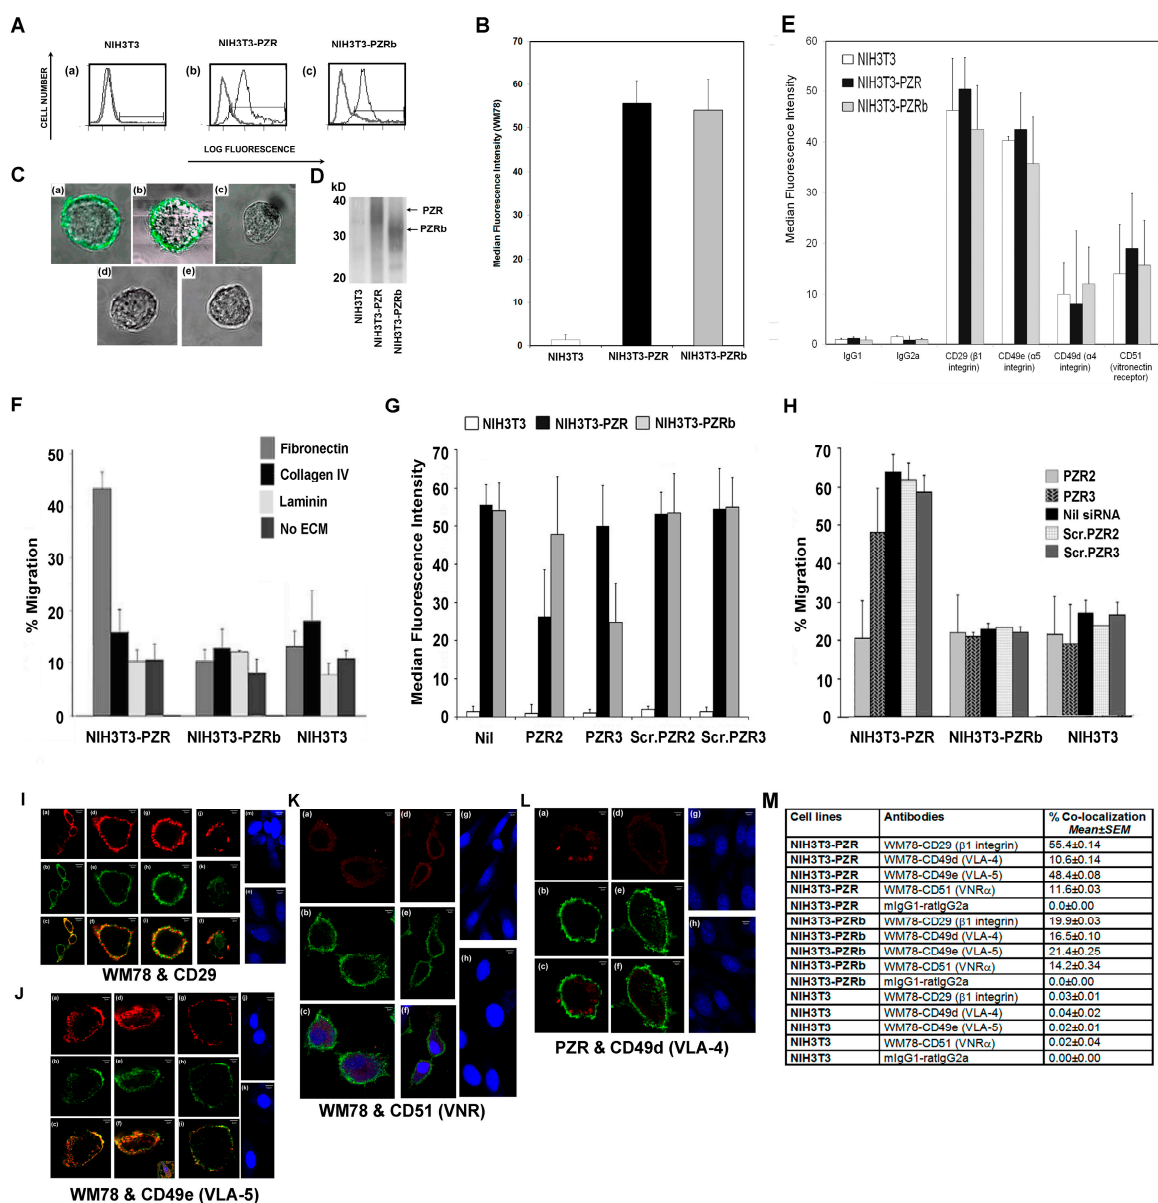 A
NIH3T3
NIH3T3-PZR
NIH3T3-PZRb
(a)
(b)
(c)
CELL NUMBER
LOG FLUORESCENCE
B
Median Fluorescence Intensity (WM78)
70
60
50
40
30
20
10
0
NIH3T3
NIH3T3-PZR
NIH3T3-PZRb
E
Median Fluorescence Intensity
60
50
40
30
20
10
0
NIH3T3
NIH3T3-PZR
NIH3T3-PZRb
IgG1
IgG2a
CD29 (β1 integrin)
CD49e (α5 integrin)
CD49d (α4 integrin)
CD51 (vitronectin receptor)
C
(a)
(b)
(c)
(d)
(e)
D
kD
40
30
20
PZR
PZRb
NIH3T3
NIH3T3-PZR
NIH3T3-PZRb
F
% Migration
50
40
30
20
10
0
Fibronectin
Collagen IV
Laminin
No ECM
NIH3T3-PZR
NIH3T3-PZRb
NIH3T3
G
NIH3T3
NIH3T3-PZR
NIH3T3-PZRb
Median Fluorescence Intensity
70
60
50
40
30
20
10
0
Nil
PZR2
PZR3
Scr.PZR2
Scr.PZR3
H
% Migration
70
60
50
40
30
20
10
0
PZR2
PZR3
Nil siRNA
Scr.PZR2
Scr.PZR3
NIH3T3-PZR
NIH3T3-PZRb
NIH3T3
I
(a)
(d)
(g)
(j)
(m)
(b)
(e)
(h)
(k)
(n)
(c)
(f)
(i)
(l)
WM78 & CD29
J
(a)
(d)
(g)
(j)
(b)
(e)
(h)
(k)
(c)
(f)
(i)
WM78 & CD49e (VLA-5)
K
(a)
(d)
(g)
(b)
(e)
(h)
(c)
(f)
WM78 & CD51 (VNR)
L
(a)
(d)
(g)
(b)
(e)
(h)
(c)
(f)
PZR & CD49d (VLA-4)
M
Cell lines Antibodies % Co-localization
Mean±SEM
NIH3T3-PZR WM78-CD29 (β1 integrin) 55.4±0.14
NIH3T3-PZR WM78-CD49d (VLA-4) 10.6±0.14
NIH3T3-PZR WM78-CD49e (VLA-5) 48.4±0.08
NIH3T3-PZR WM78-CD51 (VNRα) 11.6±0.03
NIH3T3-PZR mIgG1-ratIgG2a 0.0±0.00
NIH3T3-PZRb WM78-CD29 (β1 integrin) 19.9±0.03
NIH3T3-PZRb WM78-CD49d (VLA-4) 16.5±0.10
NIH3T3-PZRb WM78-CD49e (VLA-5) 21.4±0.25
NIH3T3-PZRb WM78-CD51 (VNRα) 14.2±0.34
NIH3T3-PZRb mIgG1-ratIgG2a 0.0±0.00
NIH3T3 WM78-CD29 (β1 integrin) 0.03±0.01
NIH3T3 WM78-CD49d (VLA-4) 0.04±0.02
NIH3T3 WM78-CD49e (VLA-5) 0.02±0.01
NIH3T3 WM78-CD51 (VNRα) 0.02±0.04
NIH3T3 mIgG1-ratIgG2a 0.00±0.00